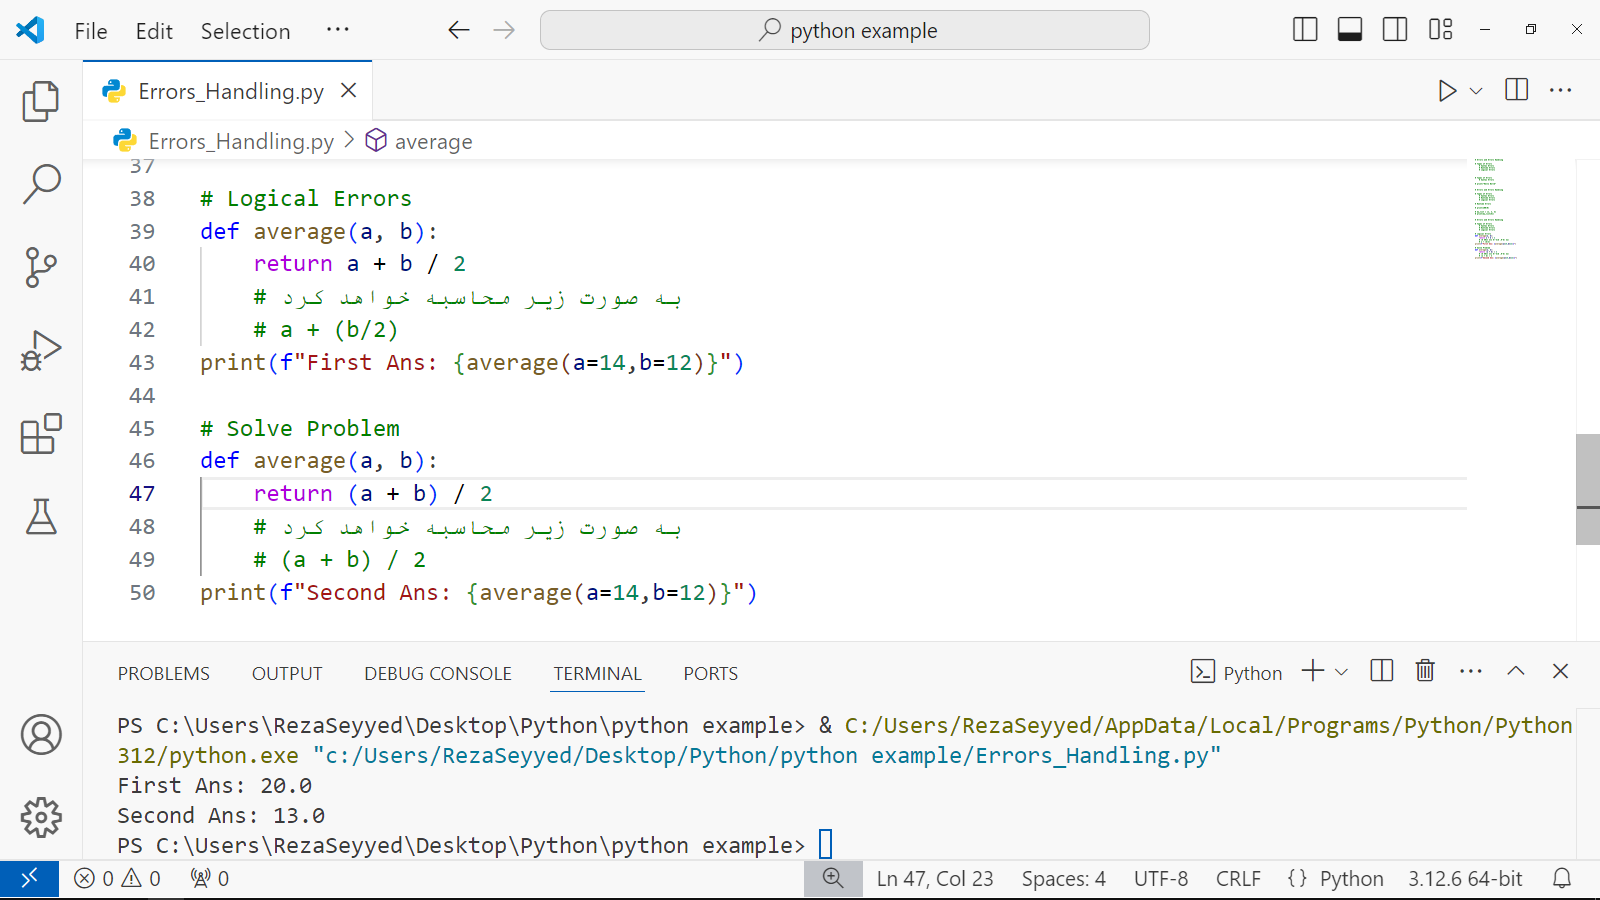 File Edit Selection ··· python example
Errors_Handling.py
Errors_Handling.py > average
37
38 # Logical Errors
39 def average(a, b):
40 return a + b / 2
41 # به صورت زیر محاسبه خواهد کرد
42 # a + (b/2)
43 print(f"First Ans: {average(a=14,b=12)}")
44
45 # Solve Problem
46 def average(a, b):
47 return (a + b) / 2
48 # به صورت زیر محاسبه خواهد کرد
49 # (a + b) / 2
50 print(f"Second Ans: {average(a=14,b=12)}")
PROBLEMS OUTPUT DEBUG CONSOLE TERMINAL PORTS Python
PS C:\Users\RezaSeyyed\Desktop\Python\python example> & C:/Users/RezaSeyyed/AppData/Local/Programs/Python/Python
312/python.exe "c:/Users/RezaSeyyed/Desktop/Python/python example/Errors_Handling.py"
First Ans: 20.0
Second Ans: 13.0
PS C:\Users\RezaSeyyed\Desktop\Python\python example>
0 0 0 Ln 47, Col 23 Spaces: 4 UTF-8 CRLF {} Python 3.12.6 64-bit